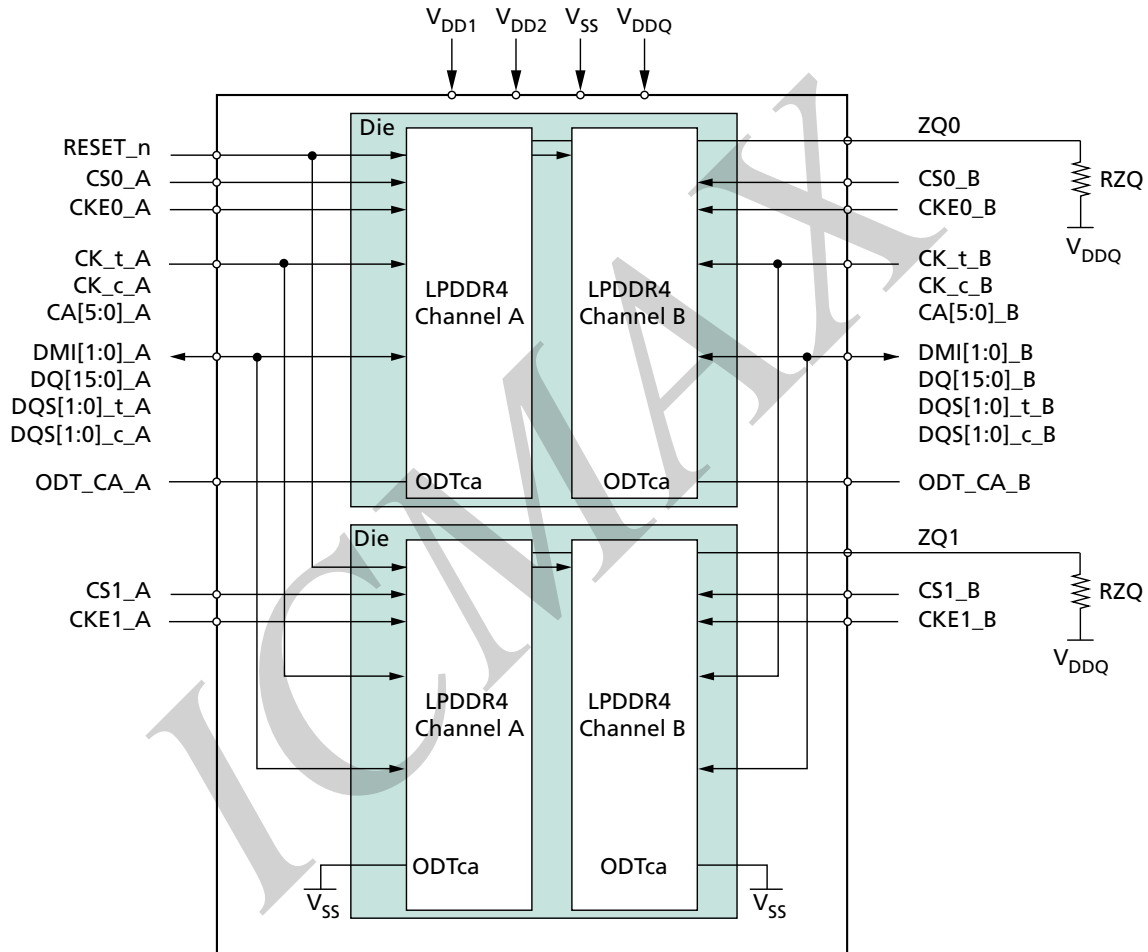 VDD1 VDD2 VSS VDDQ
Die
RESET_n
CS0_A
CKE0_A
CK_t_A
CK_c_A
CA[5:0]_A
DMI[1:0]_A
DQ[15:0]_A
DQS[1:0]_t_A
DQS[1:0]_c_A
ODT_CA_A
LPDDR4
Channel A
ODTca
LPDDR4
Channel B
ODTca
ZQ0
RZQ
VDDQ
CS0_B
CKE0_B
CK_t_B
CK_c_B
CA[5:0]_B
DMI[1:0]_B
DQ[15:0]_B
DQS[1:0]_t_B
DQS[1:0]_c_B
ODT_CA_B
Die
CS1_A
CKE1_A
LPDDR4
Channel A
ODTca
VSS
LPDDR4
Channel B
ODTca
VSS
ZQ1
RZQ
VDDQ
CS1_B
CKE1_B
ICMAX